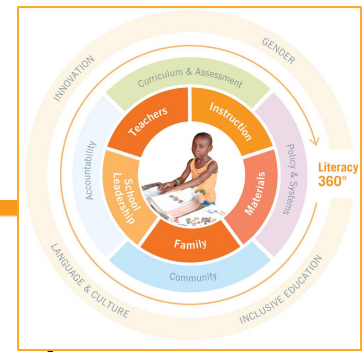 INNOVATION
GENDER
Curriculum & Assessment
Teachers
Instruction
Accountability
Policy & Systems
Literacy
360°
School
Leadership
Materials
Family
Community
LANGUAGE & CULTURE
INCLUSIVE EDUCATION